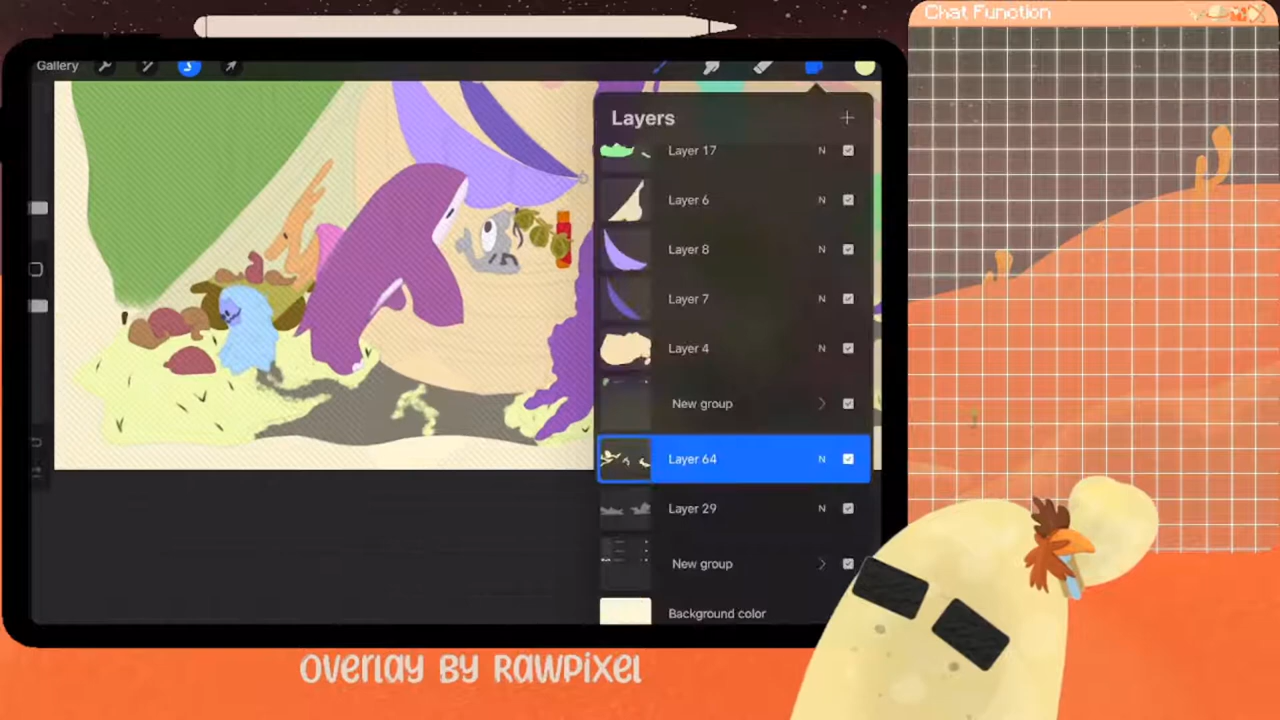 Chat Function
Gallery
Layers
Layer 17 N
Layer 6 N
Layer 8 N
Layer 7 N
Layer 4 N
New group
Layer 64 N
Layer 29 N
New group
Background color
OVERLAY BY RAWPIXEL